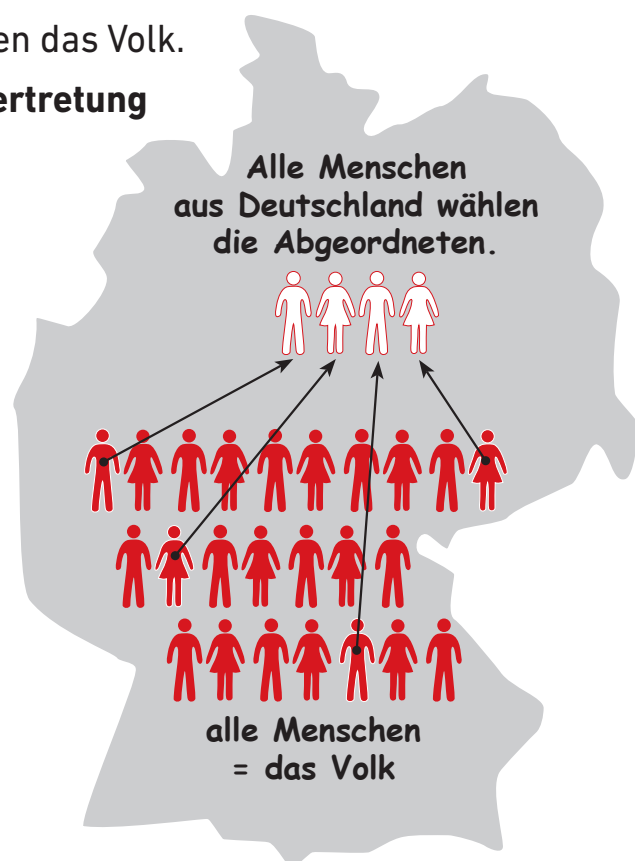 en das Volk.
ertretung
Alle Menschen
aus Deutschland wählen
die Abgeordneten.
alle Menschen
= das Volk